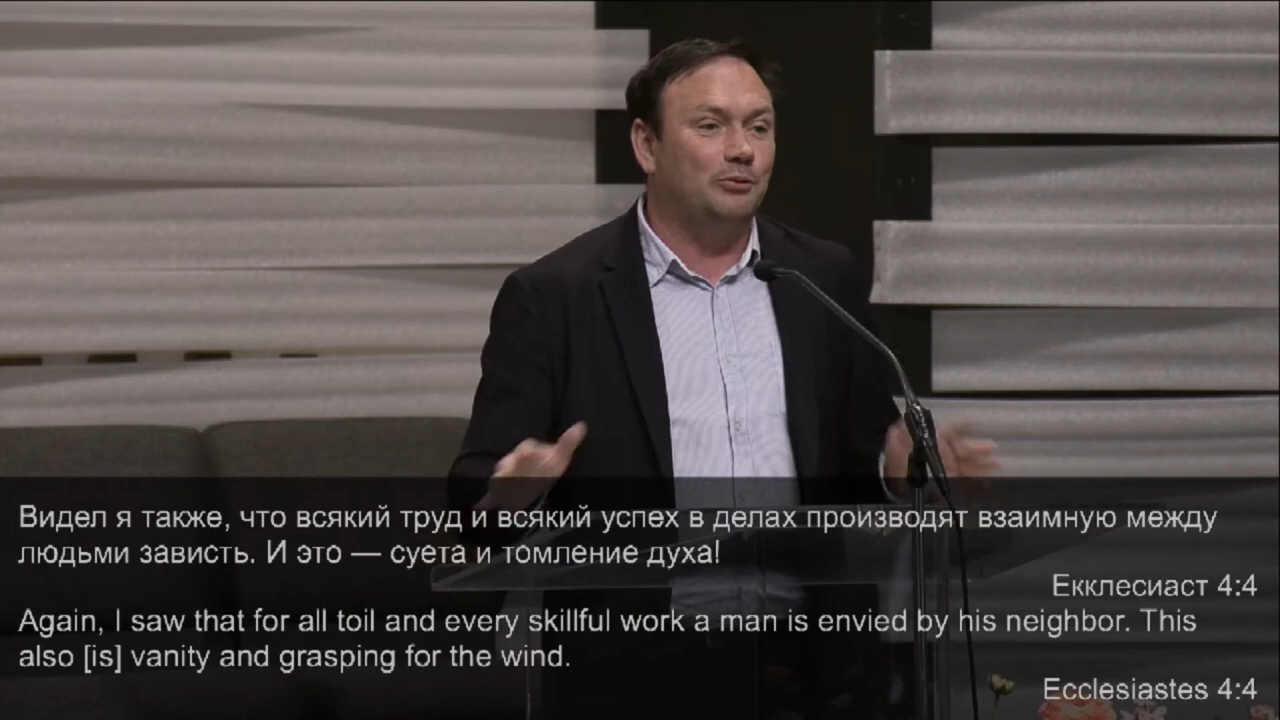 Видел я также, что всякий труд и всякий успех в делах производят взаимную между
людьми зависть. И это — суета и томление духа!
Екклесиаст 4:4
Again, I saw that for all toil and every skillful work a man is envied by his neighbor. This
also [is] vanity and grasping for the wind.
Ecclesiastes 4:4